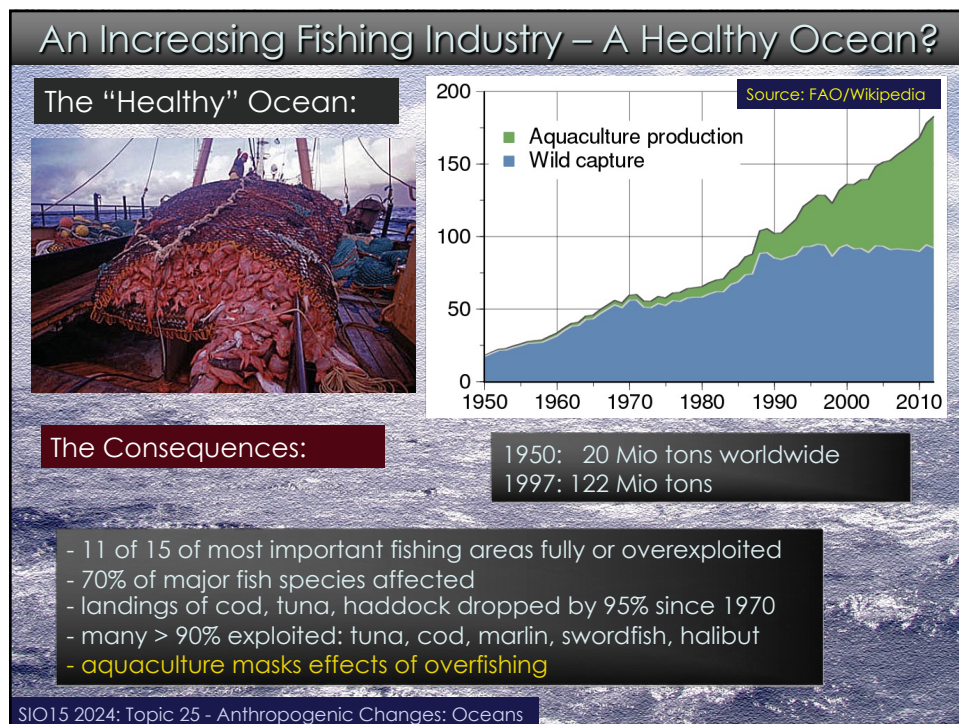 An Increasing Fishing Industry – A Healthy Ocean?
The “Healthy” Ocean:
Source: FAO/Wikipedia
200
150
100
50
0
Aquaculture production
Wild capture
1950 1960 1970 1980 1990 2000 2010
The Consequences:
1950: 20 Mio tons worldwide
1997: 122 Mio tons
- 11 of 15 of most important fishing areas fully or overexploited
- 70% of major fish species affected
- landings of cod, tuna, haddock dropped by 95% since 1970
- many > 90% exploited: tuna, cod, marlin, swordfish, halibut
- aquaculture masks effects of overfishing
SIO15 2024: Topic 25 - Anthropogenic Changes: Oceans